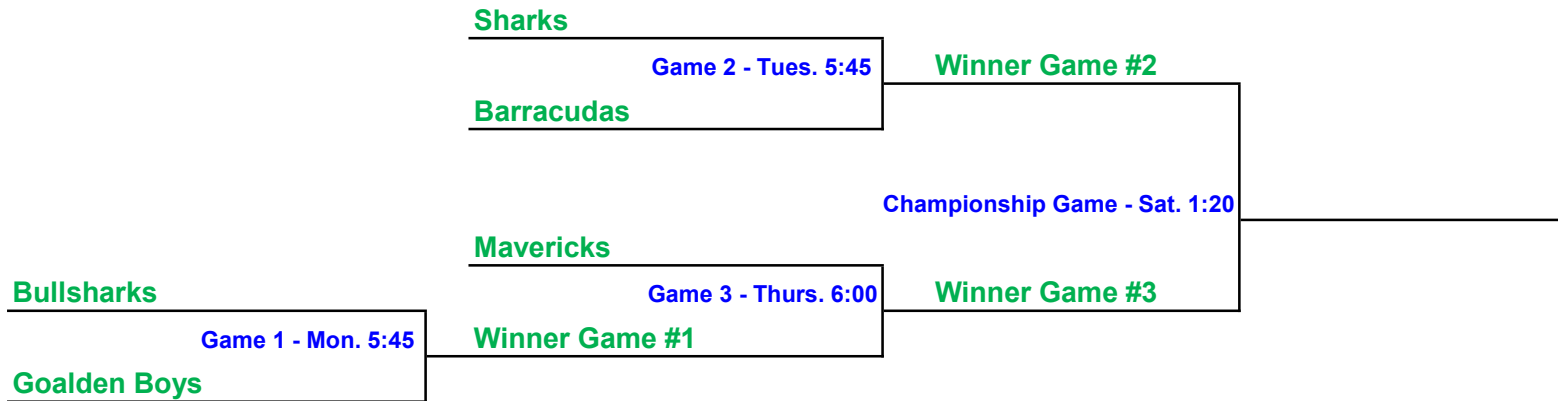 Sharks
Game 2 - Tues. 5:45
Winner Game #2
Barracudas
Championship Game - Sat. 1:20
Mavericks
Bullsharks
Game 3 - Thurs. 6:00
Winner Game #3
Game 1 - Mon. 5:45
Winner Game #1
Goalden Boys